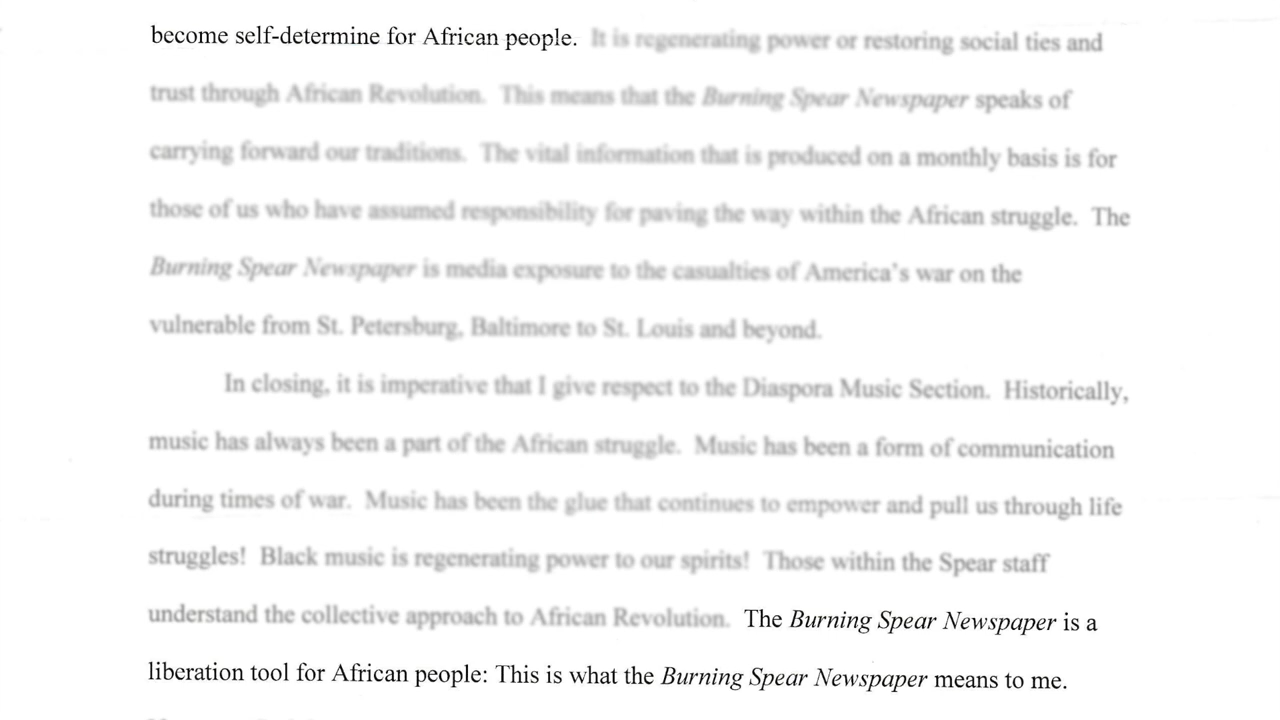 become self-determine for African people. It is regenerating power or restoring social ties and
trust through African Revolution. This means that the Burning Spear Newspaper speaks of
carrying forward our traditions. The vital information that is produced on a monthly basis is for
those of us who have assumed responsibility for paving the way within the African struggle. The
Burning Spear Newspaper is media exposure to the casualties of America's war on the
vulnerable from St. Petersburg, Baltimore to St. Louis and beyond.
In closing, it is imperative that I give respect to the Diaspora Music Section. Historically,
music has always been a part of the African struggle. Music has been a form of communication
during times of war. Music has been the glue that continues to empower and pull us through life
struggles! Black music is regenerating power to our spirits! Those within the Spear staff
understand the collective approach to African Revolution. The Burning Spear Newspaper is a
liberation tool for African people: This is what the Burning Spear Newspaper means to me.